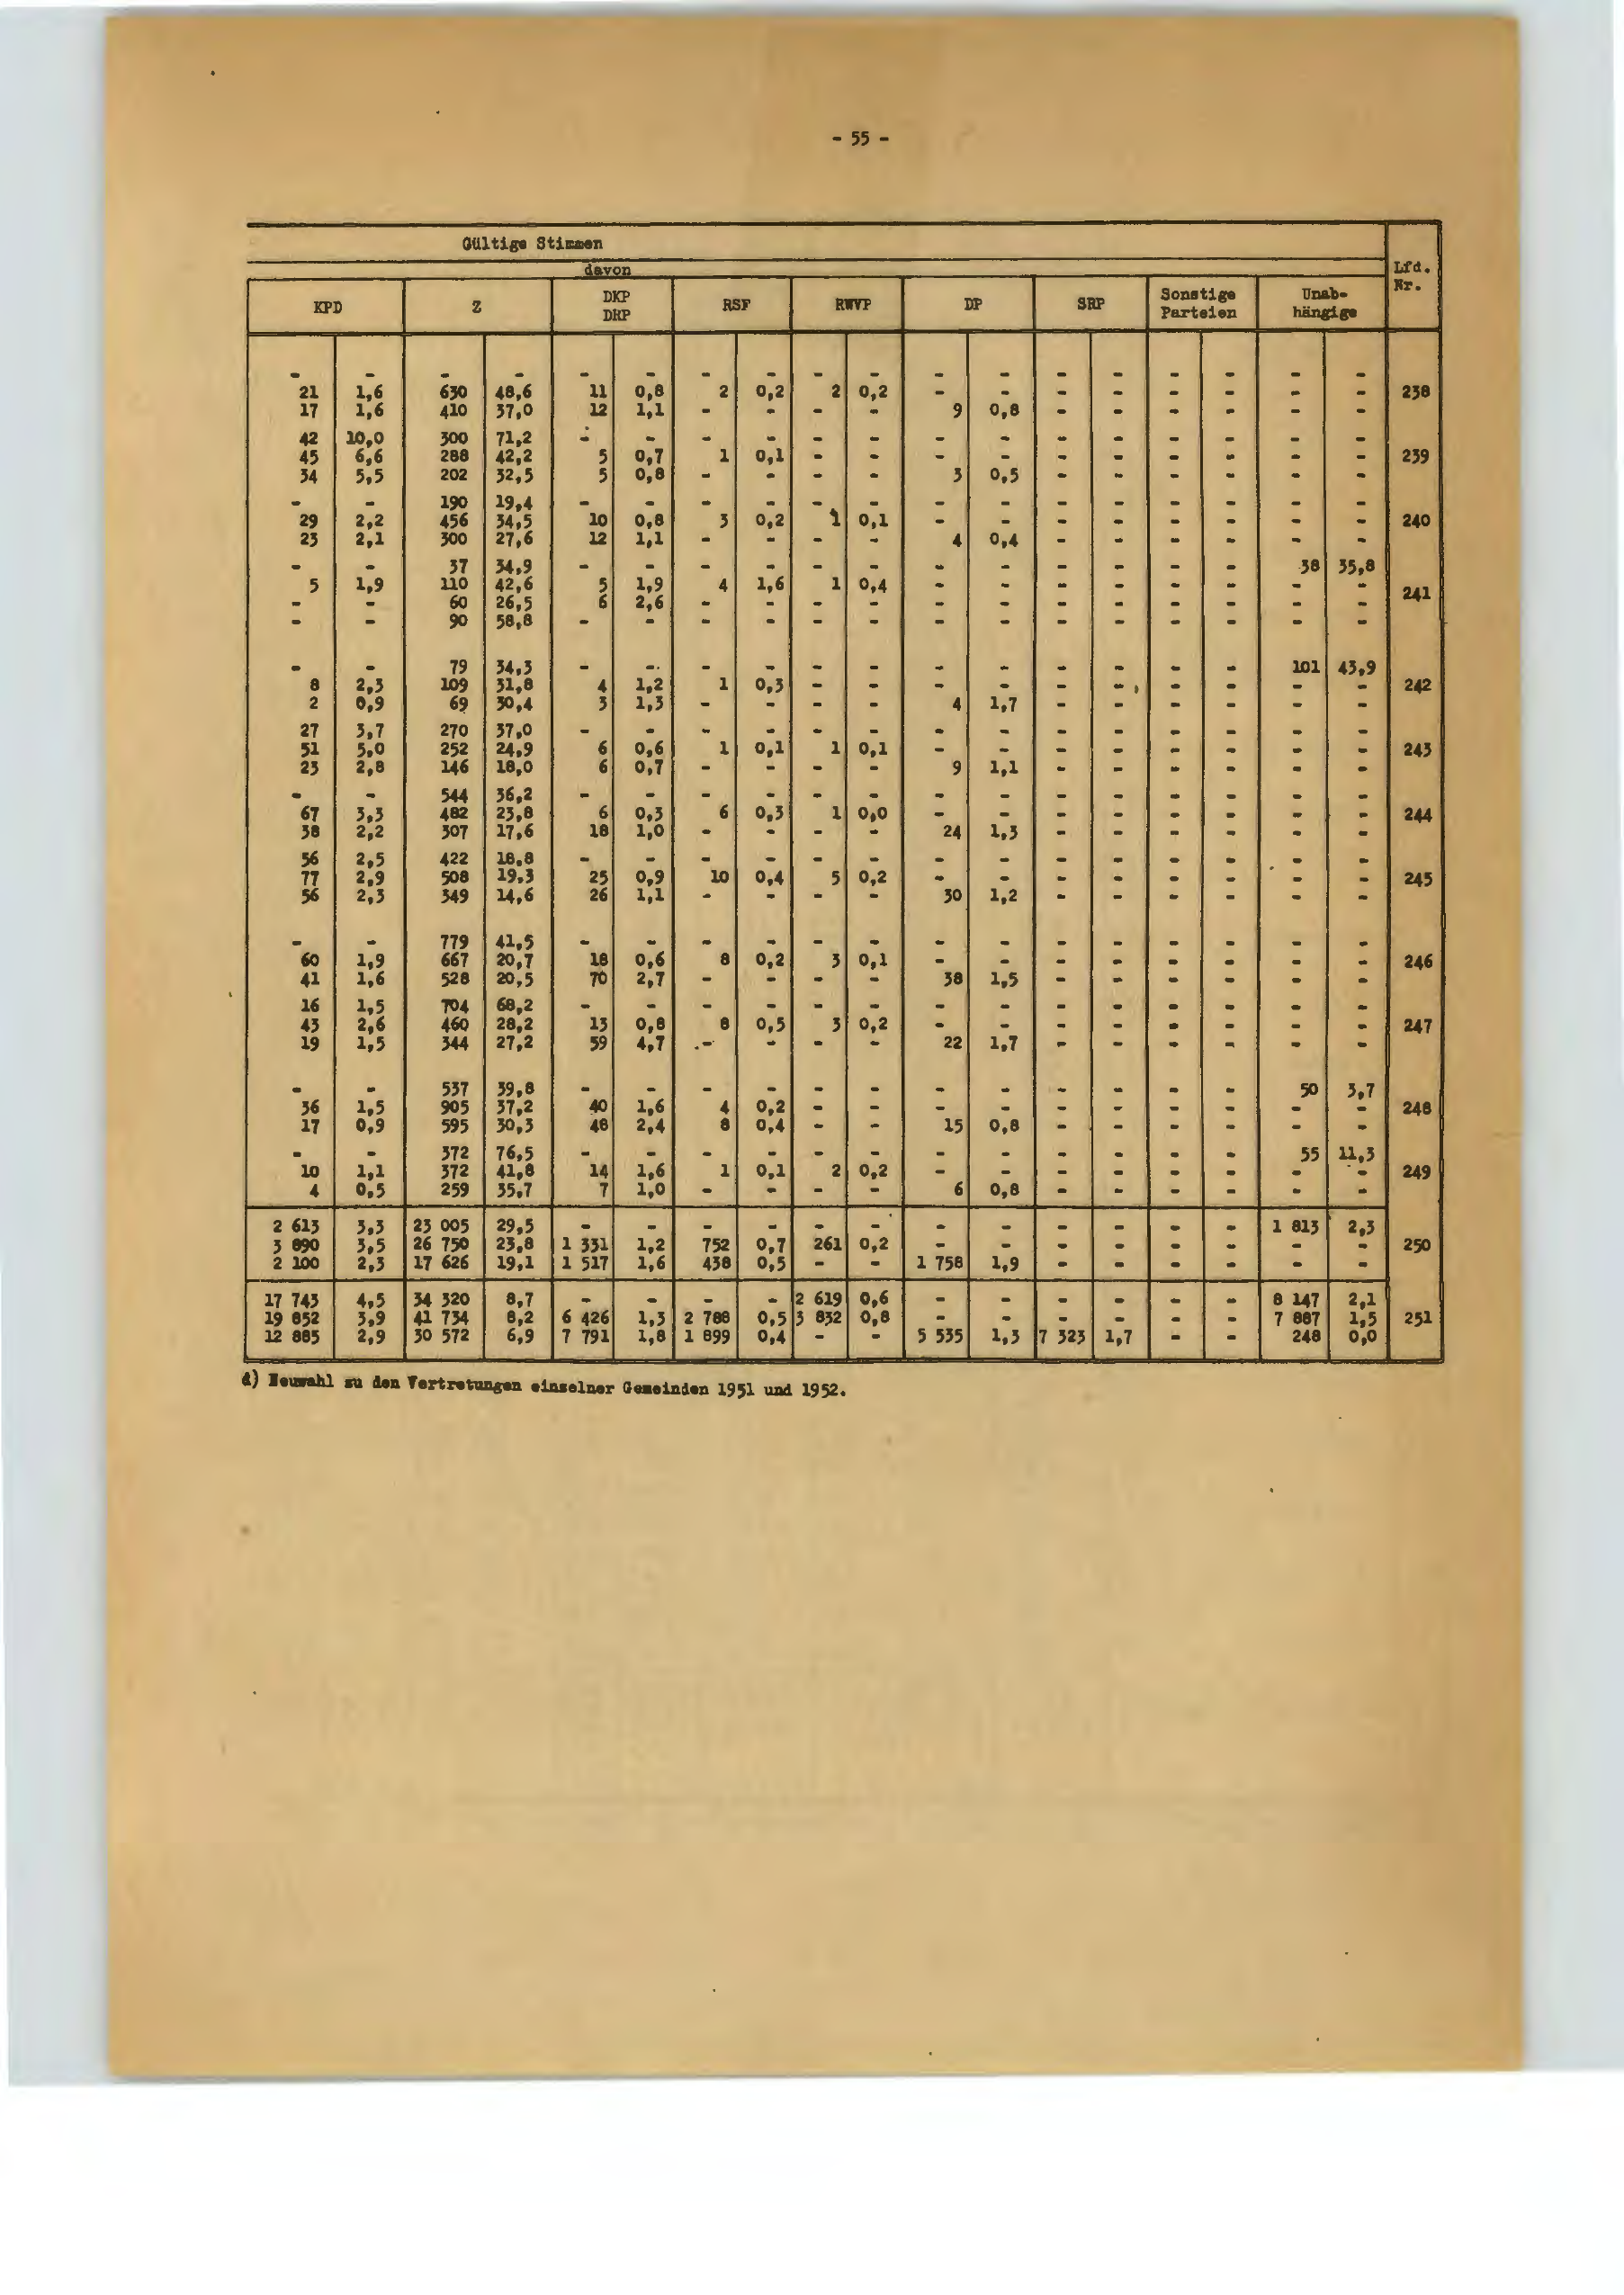 - 55 -
Gültige Stimmen
davon
Lfd. Nr.
KPD Z DKP DRP RSF RWVP DP SRP Sonstige Parteien Unab- hängige
- - - - - - - - - - - - - - - - - -
21 1,6 630 48,6 11 0,8 2 0,2 2 0,2 - - - - - - - - 238
17 1,6 410 37,0 12 1,1 - - - - 9 0,8 - - - - - -
42 10,0 300 71,2 - - - - - - - - - - - - - -
45 6,6 288 42,2 5 0,7 1 0,1 - - - - - - - - - - 239
34 5,5 202 32,5 5 0,8 - - - - 3 0,5 - - - - - -
- - 190 19,4 - - - - - - - - - - - - - -
29 2,2 456 34,5 10 0,8 3 0,2 1 0,1 - - - - - - - - 240
23 2,1 300 27,6 12 1,1 - - - - 4 0,4 - - - - - -
- - 37 34,9 - - - - - - - - - - - - 38 35,8
5 1,9 110 42,6 5 1,9 4 1,6 1 0,4 - - - - - - - - 241
- - 60 26,5 6 2,6 - - - - - - - - - - - -
- - 90 58,8 - - - - - - - - - - - - - -
- - 79 34,3 - - - - - - - - - - - - 101 43,9
8 2,3 109 31,8 4 1,2 1 0,3 - - - - - - - - - - 242
2 0,9 69 30,4 3 1,3 - - - - 4 1,7 - - - - - -
27 3,7 270 37,0 - - - - - - - - - - - - - -
51 5,0 252 24,9 6 0,6 1 0,1 1 0,1 - - - - - - - - 243
23 2,8 146 18,0 6 0,7 - - - - 9 1,1 - - - - - -
- - 544 36,2 - - - - - - - - - - - - - -
67 3,3 482 23,8 6 0,3 6 0,3 1 0,0 - - - - - - - - 244
38 2,2 307 17,6 18 1,0 - - - - 24 1,3 - - - - - -
56 2,5 422 18,8 - - - - - - - - - - - - - -
77 2,9 508 19,3 25 0,9 10 0,4 5 0,2 - - - - - - - - 245
56 2,3 349 14,6 26 1,1 - - - - 30 1,2 - - - - - -
- - 779 41,5 - - - - - - - - - - - - - -
60 1,9 667 20,7 18 0,6 8 0,2 3 0,1 - - - - - - - - 246
41 1,6 528 20,5 70 2,7 - - - - 38 1,5 - - - - - -
16 1,5 704 68,2 - - - - - - - - - - - - - -
43 2,6 460 28,2 13 0,8 8 0,5 3 0,2 - - - - - - - - 247
19 1,5 344 27,2 59 4,7 - - - - 22 1,7 - - - - - -
- - 537 39,8 - - - - - - - - - - - - 50 3,7
36 1,5 905 37,2 40 1,6 4 0,2 - - - - - - - - - - 248
17 0,9 595 30,3 48 2,4 8 0,4 - - 15 0,8 - - - - - -
- - 372 76,5 - - - - - - - - - - - - 55 11,3
10 1,1 372 41,8 14 1,6 1 0,1 2 0,2 - - - - - - - - 249
4 0,5 259 35,7 7 1,0 - - - - 6 0,8 - - - - - -
2 613 3,3 23 005 29,5 - - - - - - - - - - - - 1 813 2,3
3 890 3,5 26 750 23,8 1 331 1,2 752 0,7 261 0,2 - - - - - - - - 250
2 100 2,3 17 626 19,1 1 517 1,6 438 0,5 - - 1 758 1,9 - - - - - -
17 743 4,5 34 320 8,7 - - - - 2 619 0,6 - - - - - - 8 147 2,1
19 852 3,9 41 734 8,2 6 426 1,3 2 788 0,5 3 832 0,8 - - - - - - 7 887 1,5 251
12 885 2,9 30 572 6,9 7 791 1,8 1 899 0,4 - - 5 535 1,3 7 323 1,7 - - 248 0,0
d) Neuwahl zu den Vertretungen einzelner Gemeinden 1951 und 1952.